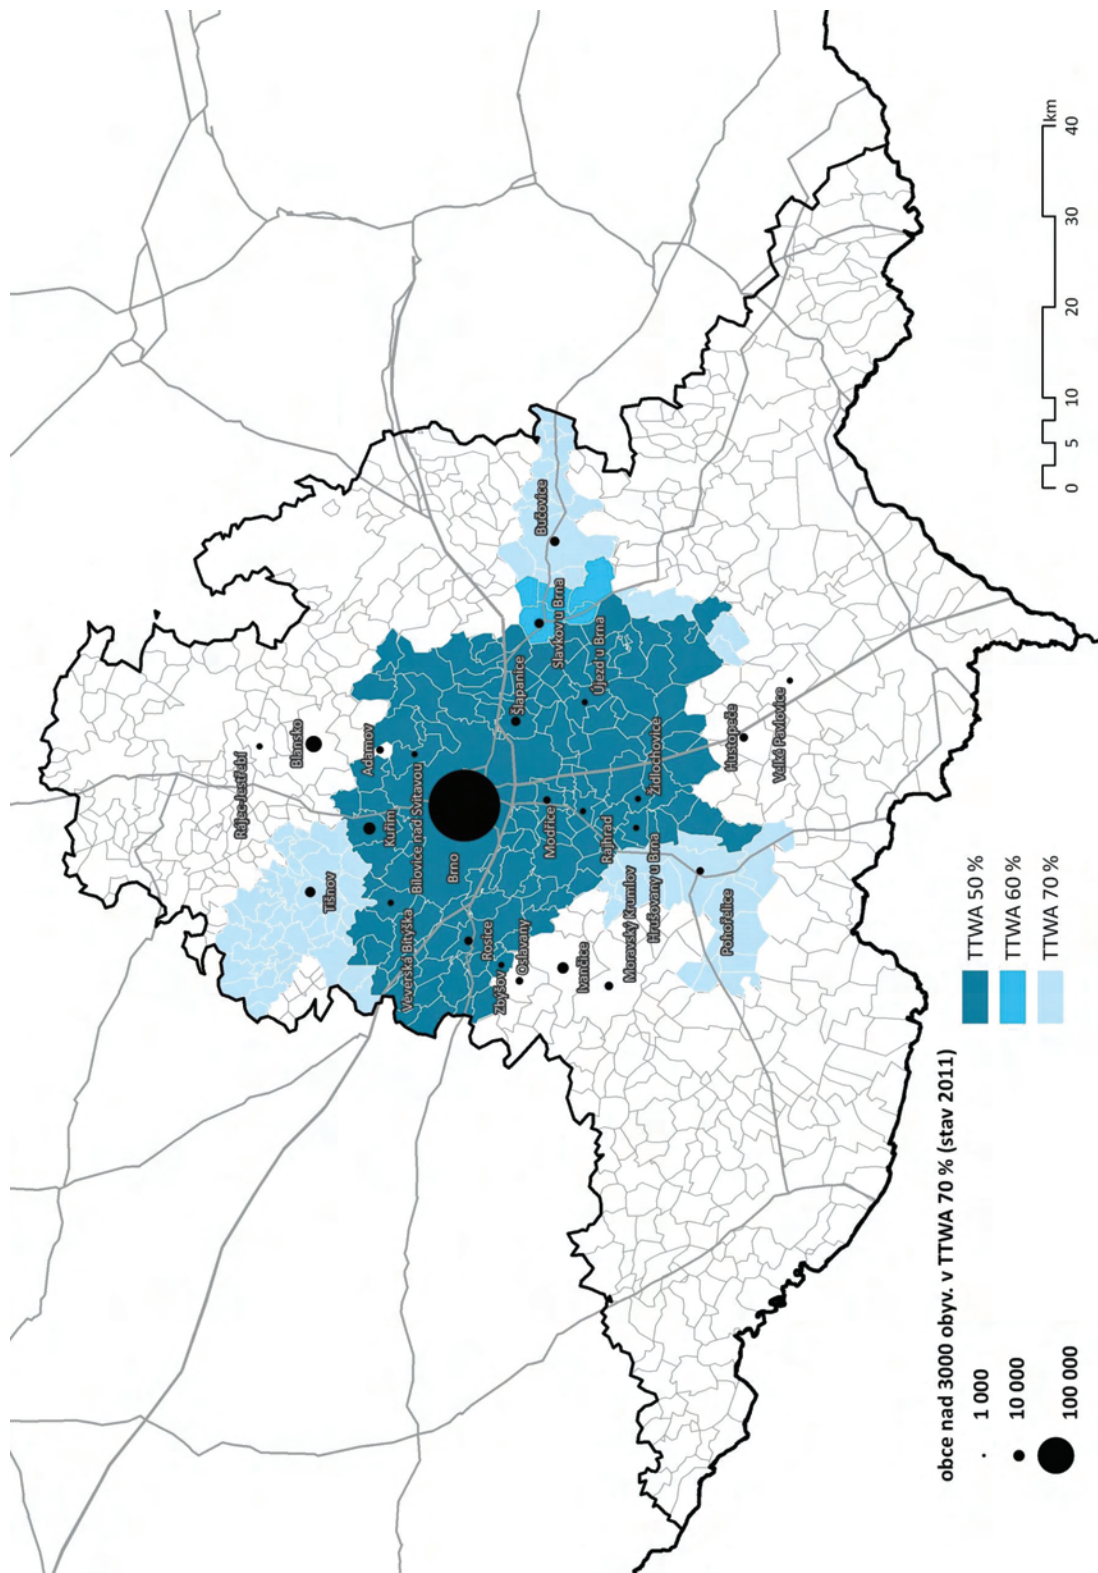 Rájec-Jestřebí
Blansko
Adamov
Tišnov
Kuřim
Bílovice nad Svitavou
Brno
Veverská Bítýška
Rosice
Zbýšov
Oslavany
Ivančice
Moravský Krumlov
Hrušovany u Brna
Rajhrad
Modřice
Židlochovice
Pohořelice
Šlapanice
Slavkov u Brna
Újezd u Brna
Bučovice
Hustopeče
Velké Pavlovice
0 5 10 20 30 40
km
TTWA 50 %
TTWA 60 %
TTWA 70 %
obce nad 3000 obyv. v TTWA 70 % (stav 2011)
1 000
10 000
100 000